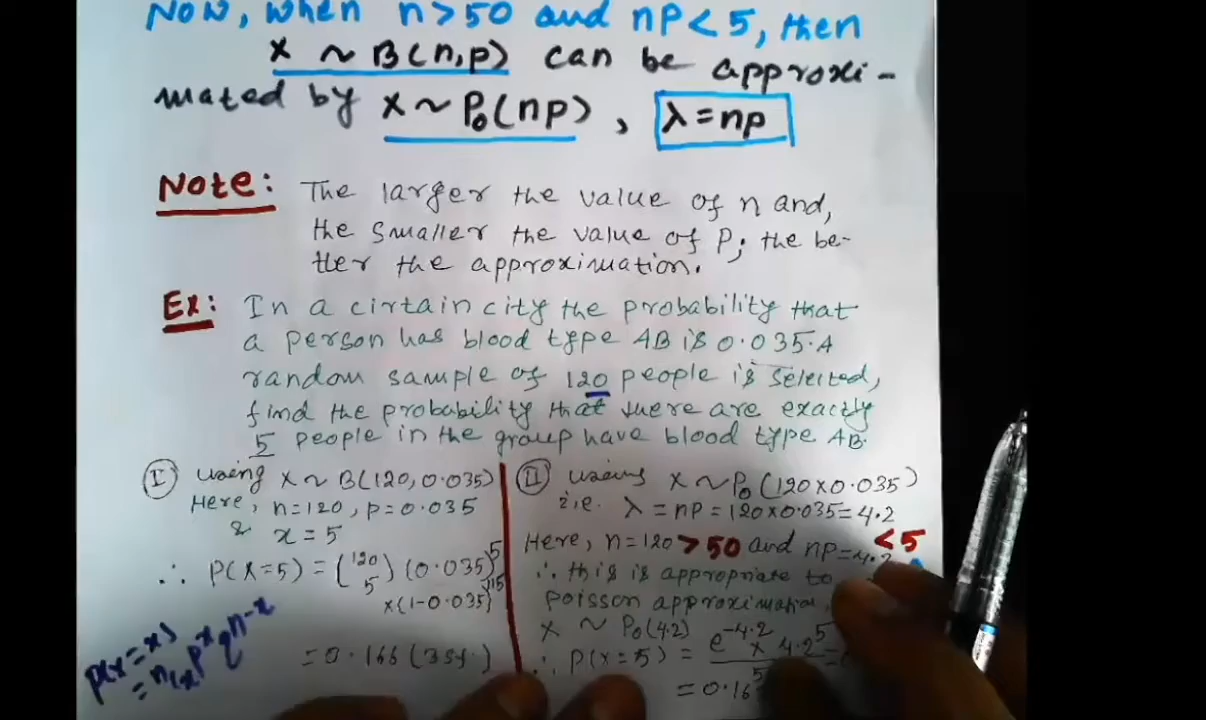 Now, when n>50 and np<5, then
X ~ B(n,p) can be approxi-
mated by X~Po(np), λ=np
Note: The larger the value of n and,
the smaller the value of P; the be-
tter the approximation.
Ex: In a cirtain city the probability that
a person has blood type AB is 0.035. A
random sample of 120 people is selected,
find the probability that there are exactly
5 people in the group have blood type AB.
(I) using X ~ B(120, 0.035)
Here, n=120, p=0.035
& x = 5
∴ P(X=5) = (120 5) (0.035)^5
x(1-0.035)^115
= 0.166 (3sf.)
P(X=x)
= nCx p^x q^n-x
(II) using X ~ Po (120x0.035)
i.e. λ = np = 120x0.035 = 4.2
Here, n=120 >50 and np=4.2 <5
∴ this is appropriate to
poisson approximation
X ~ Po(4.2)
∴ P(X=5) = e^-4.2 x 4.2^5 / 5 =
= 0.16